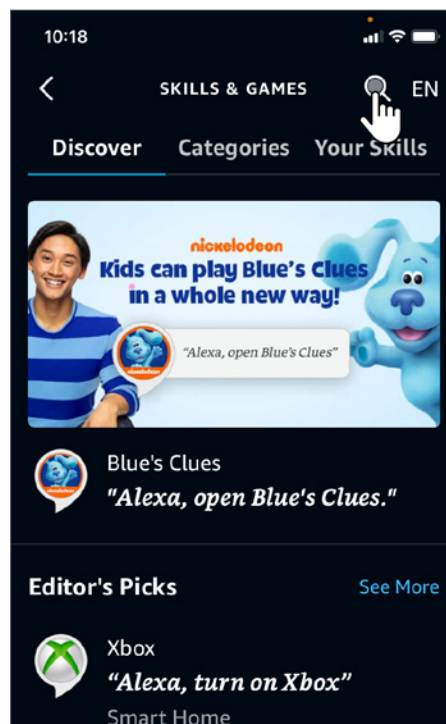 10:18
SKILLS & GAMES EN
Discover Categories Your Skills
nickelodeon
Kids can play Blue's Clues
in a whole new way!
"Alexa, open Blue's Clues"
nickelodeon
Blue's Clues
"Alexa, open Blue's Clues."
Editor's Picks See More
Xbox
“Alexa, turn on Xbox”
Smart Home